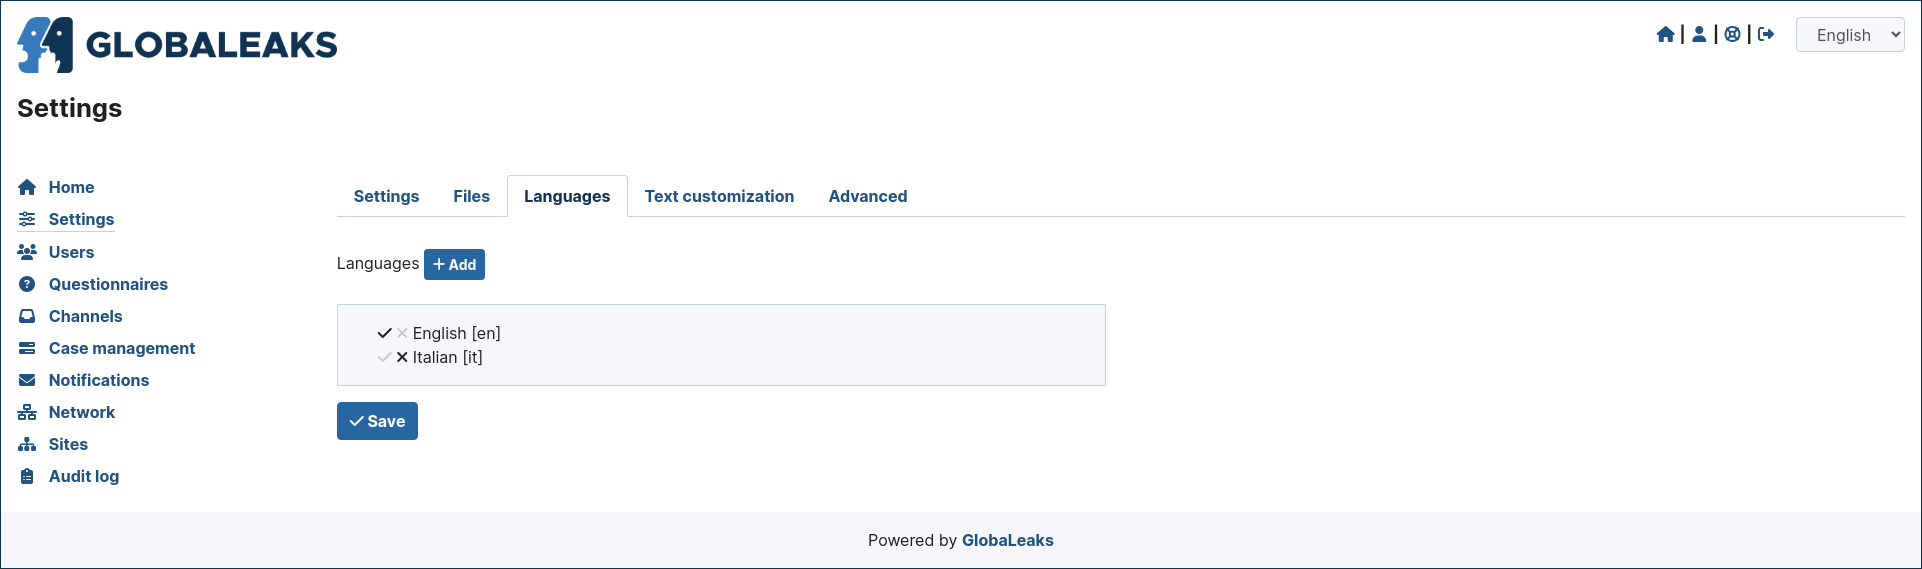 GLOBALEAKS
English
Settings
Home
Settings
Users
Questionnaires
Channels
Case management
Notifications
Network
Sites
Audit log
Settings Files Languages Text customization Advanced
Languages + Add
English [en]
Italian [it]
Save
Powered by GlobaLeaks